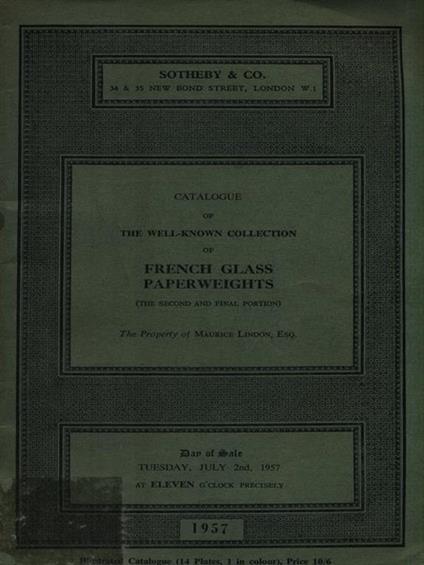 SOTHEBY & CO.
34 & 35 NEW BOND STREET, LONDON W.1
CATALOGUE
OF
THE WELL-KNOWN COLLECTION
OF
FRENCH GLASS
PAPERWEIGHTS
(THE SECOND AND FINAL PORTION)
The Property of MAURICE LINDON, ESQ.
Day of Sale
TUESDAY, JULY 2nd, 1957
AT ELEVEN O'CLOCK PRECISELY
1957
Illustrated Catalogue (14 Plates, 1 in colour), Price 10/6